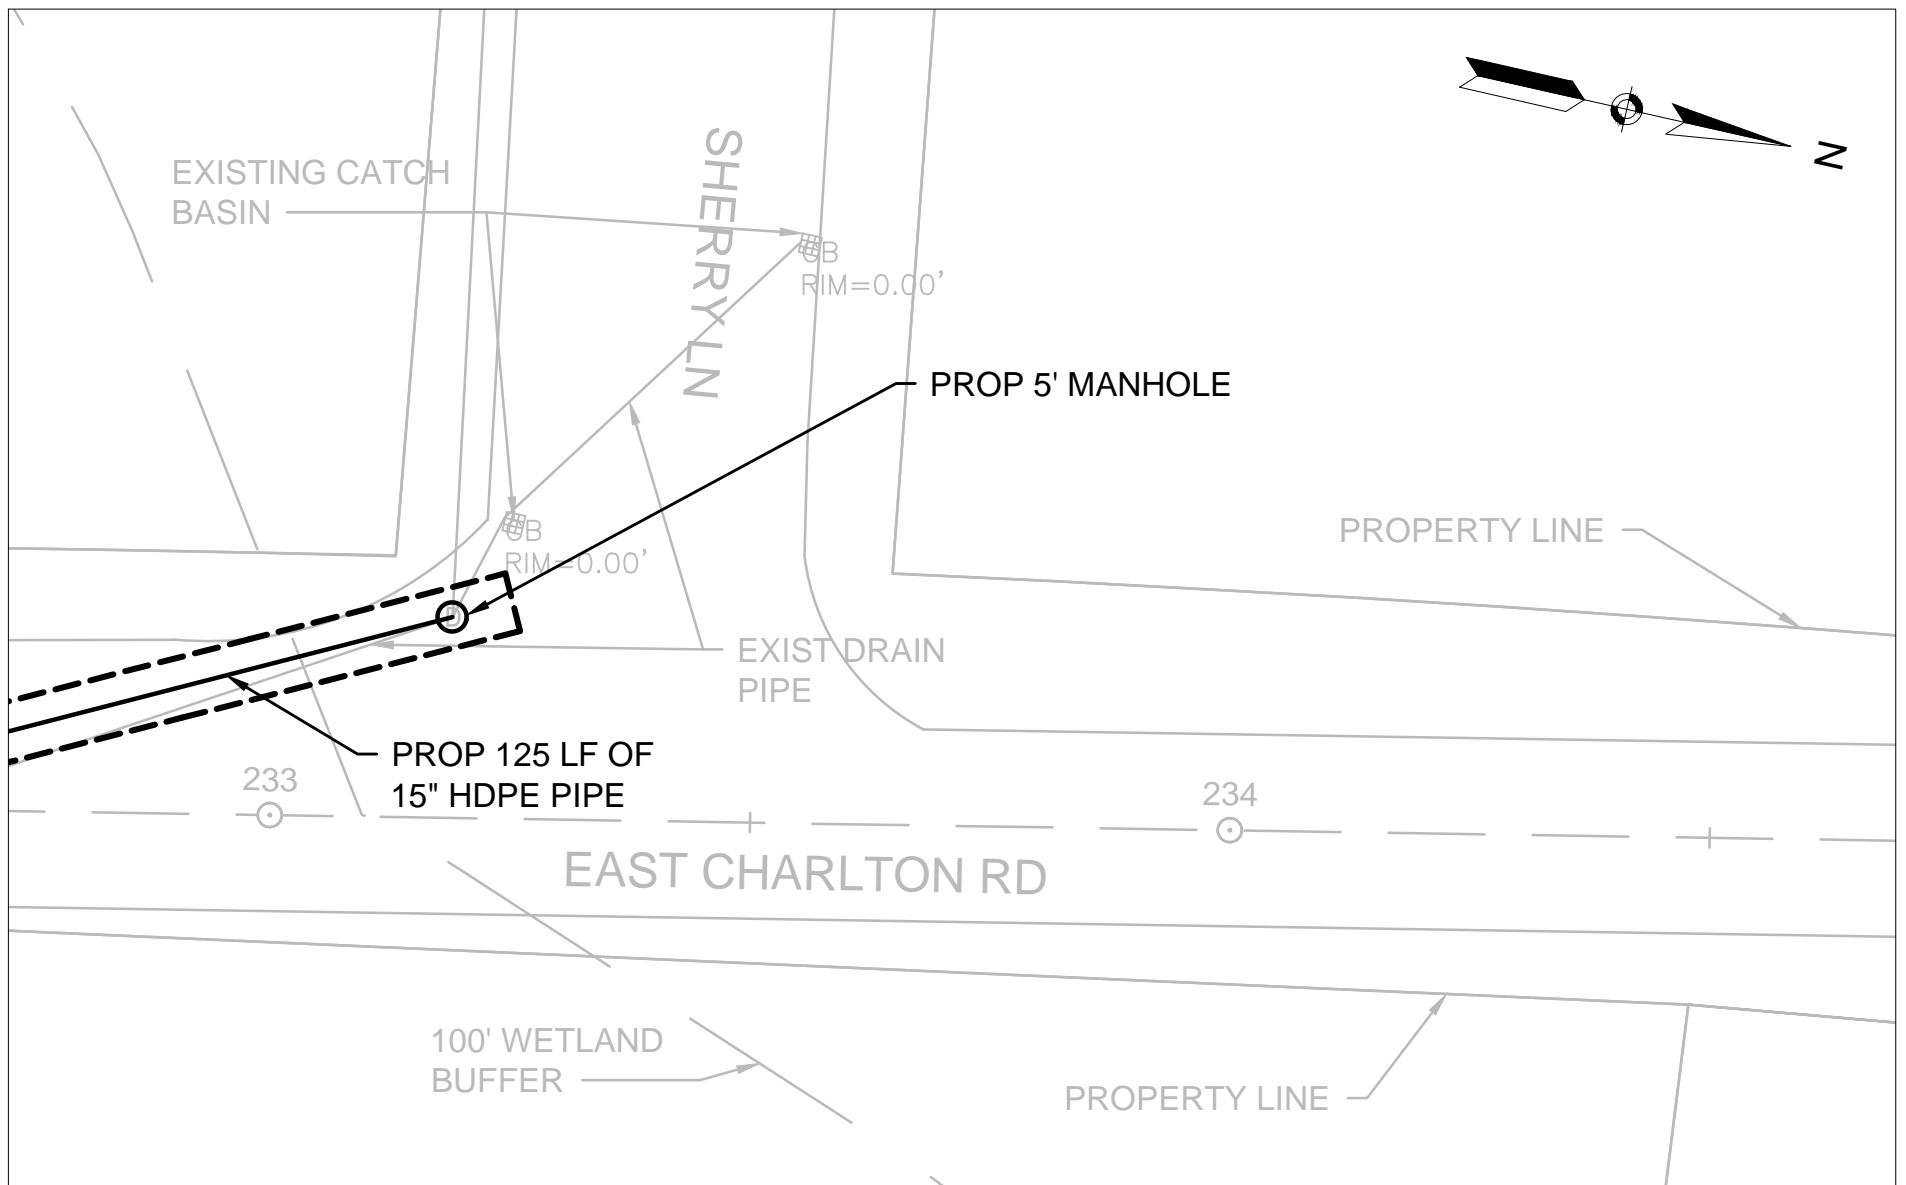 N
EXISTING CATCH
BASIN
SHERRY LN
CB
RIM=0.00'
PROP 5' MANHOLE
CB
RIM=0.00'
PROPERTY LINE
D
EXIST DRAIN
PIPE
PROP 125 LF OF
15" HDPE PIPE
233
234
EAST CHARLTON RD
100' WETLAND
BUFFER
PROPERTY LINE